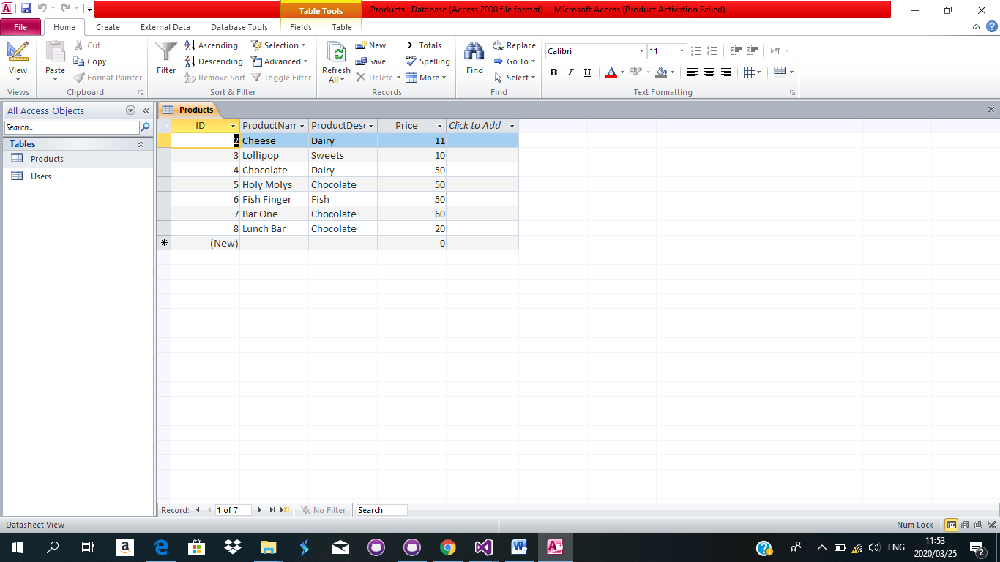 Table Tools
Products : Database (Access 2000 file format) - Microsoft Access (Product Activation Failed)
File Home Create External Data Database Tools Fields Table
View
Views
Paste
Cut
Copy
Format Painter
Clipboard
Filter
Ascending
Descending
Remove Sort
Selection
Advanced
Toggle Filter
Sort & Filter
Refresh
All
New
Save
Delete
Totals
Spelling
More
Records
Find
Replace
Go To
Select
Find
Calibri 11
B I U A
Text Formatting
All Access Objects
Search...
Tables
Products
Users
Products
ID ProductNam ProductDesc Price Click to Add
2 Cheese Dairy 11
3 Lollipop Sweets 10
4 Chocolate Dairy 50
5 Holy Molys Chocolate 50
6 Fish Finger Fish 50
7 Bar One Chocolate 60
8 Lunch Bar Chocolate 20
(New) 0
Record: 1 of 7 No Filter Search
Datasheet View Num Lock
ENG
11:53
2020/03/25
2